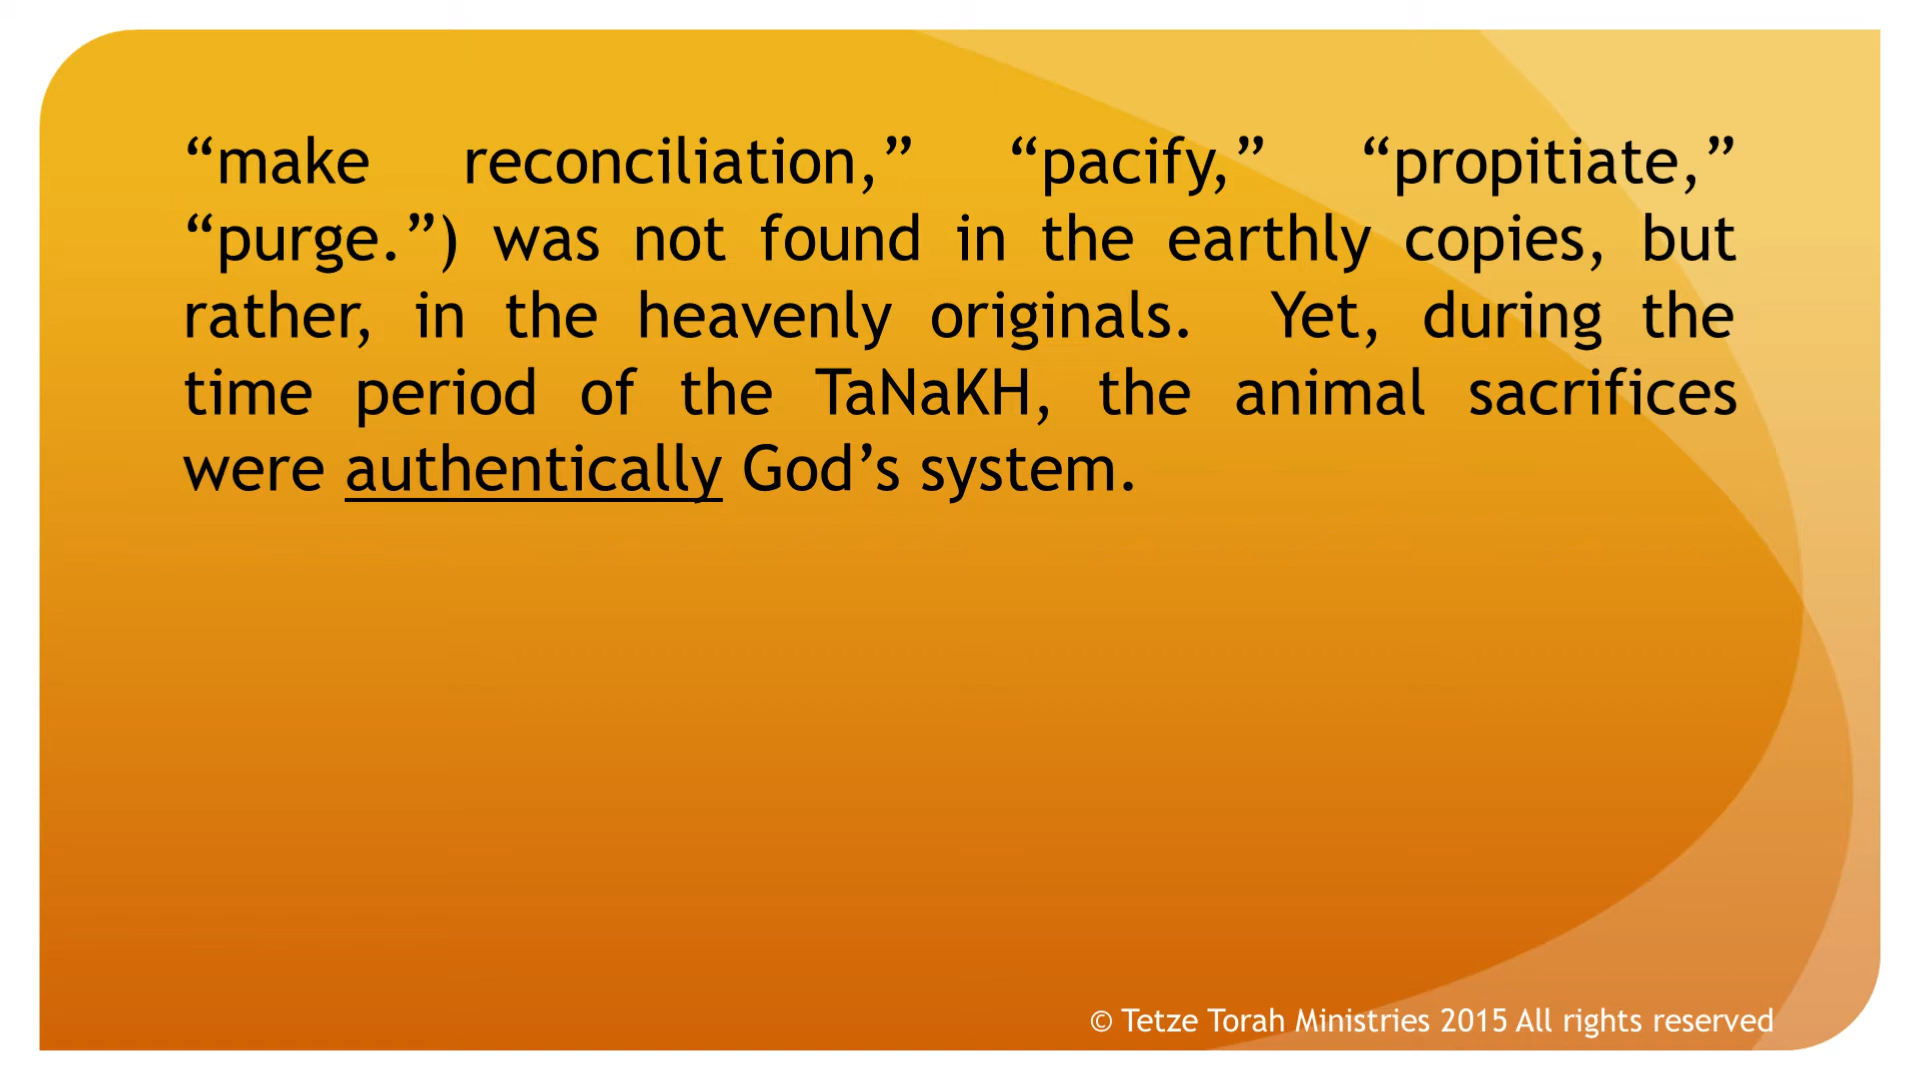 “make reconciliation,” “pacify,” “propitiate,”
“purge.”) was not found in the earthly copies, but
rather, in the heavenly originals. Yet, during the
time period of the TaNaKH, the animal sacrifices
were authentically God’s system.
© Tetze Torah Ministries 2015 All rights reserved